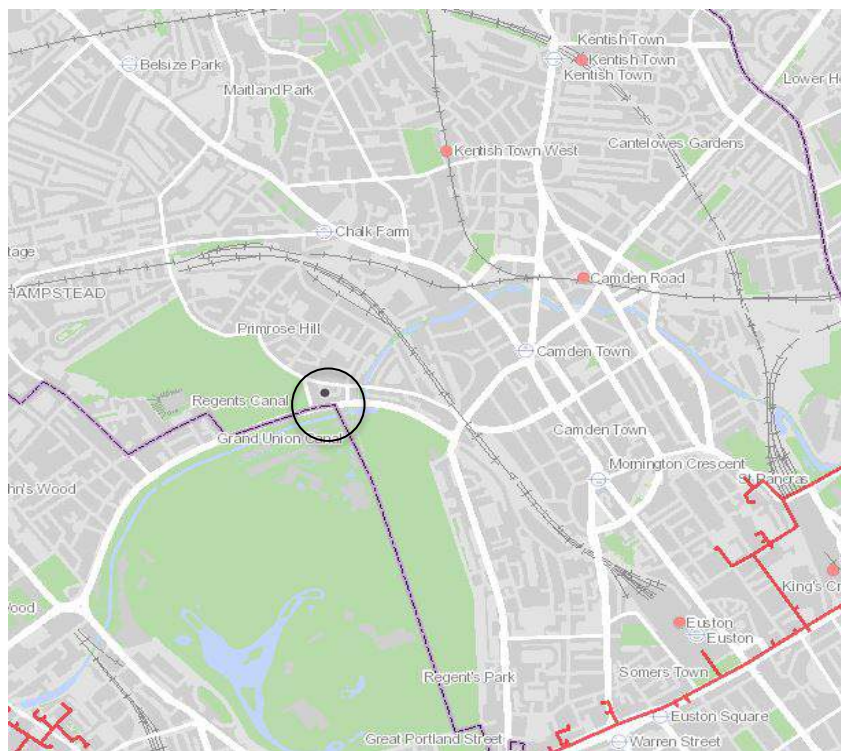 Kentish Town
Belsize Park
Kentish Town
Kentish Town
Lower Ho
Maitland Park
Cantelowes Gardens
Kentish Town West
Chalk Farm
tage
Camden Road
HAMPSTEAD
Primrose Hill
Camden Town
Regents Canal
Camden Town
Grand Union Canal
Mornington Crescent
hn's Wood
St Pancras
King's Cr
ood
Euston
Euston
Somers Town
Regent's Park
Euston Square
Great Portland Street
Warren Street